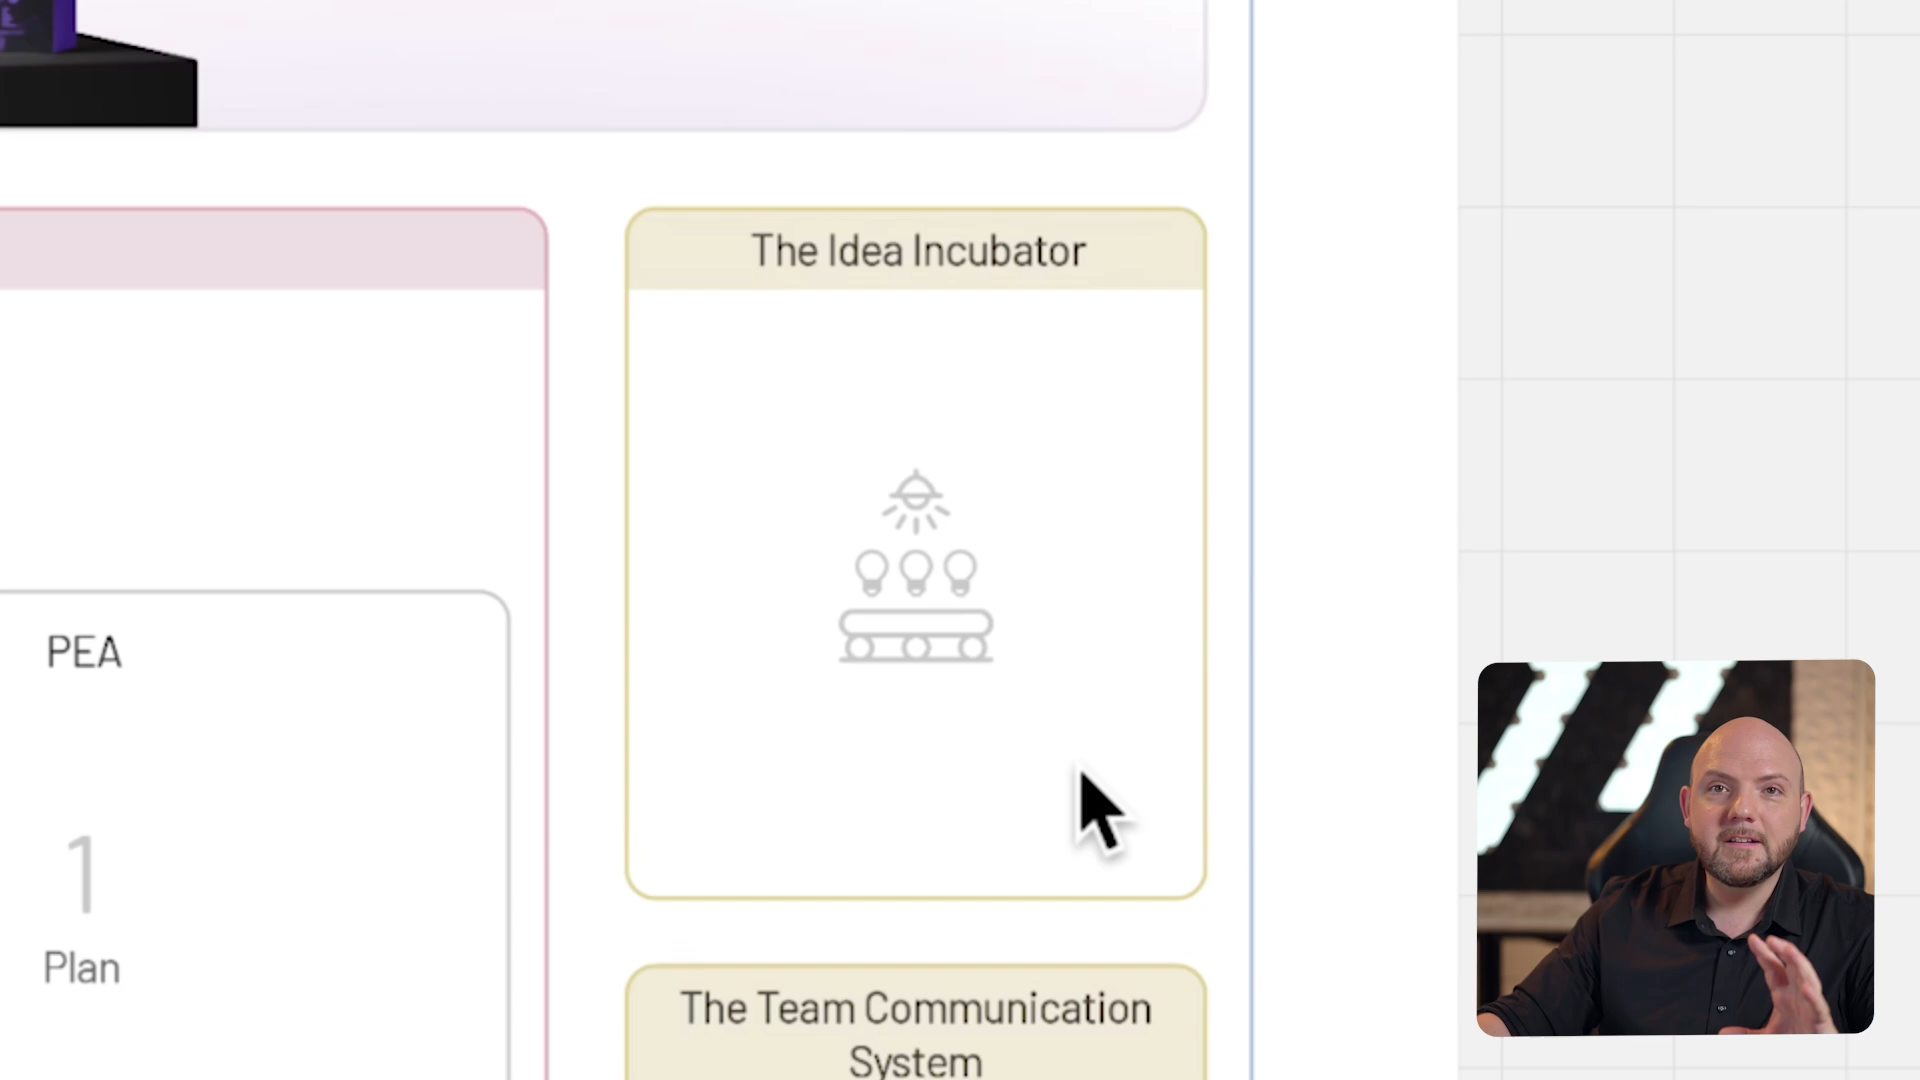 The Idea Incubator
PEA
1
Plan
The Team Communication
System